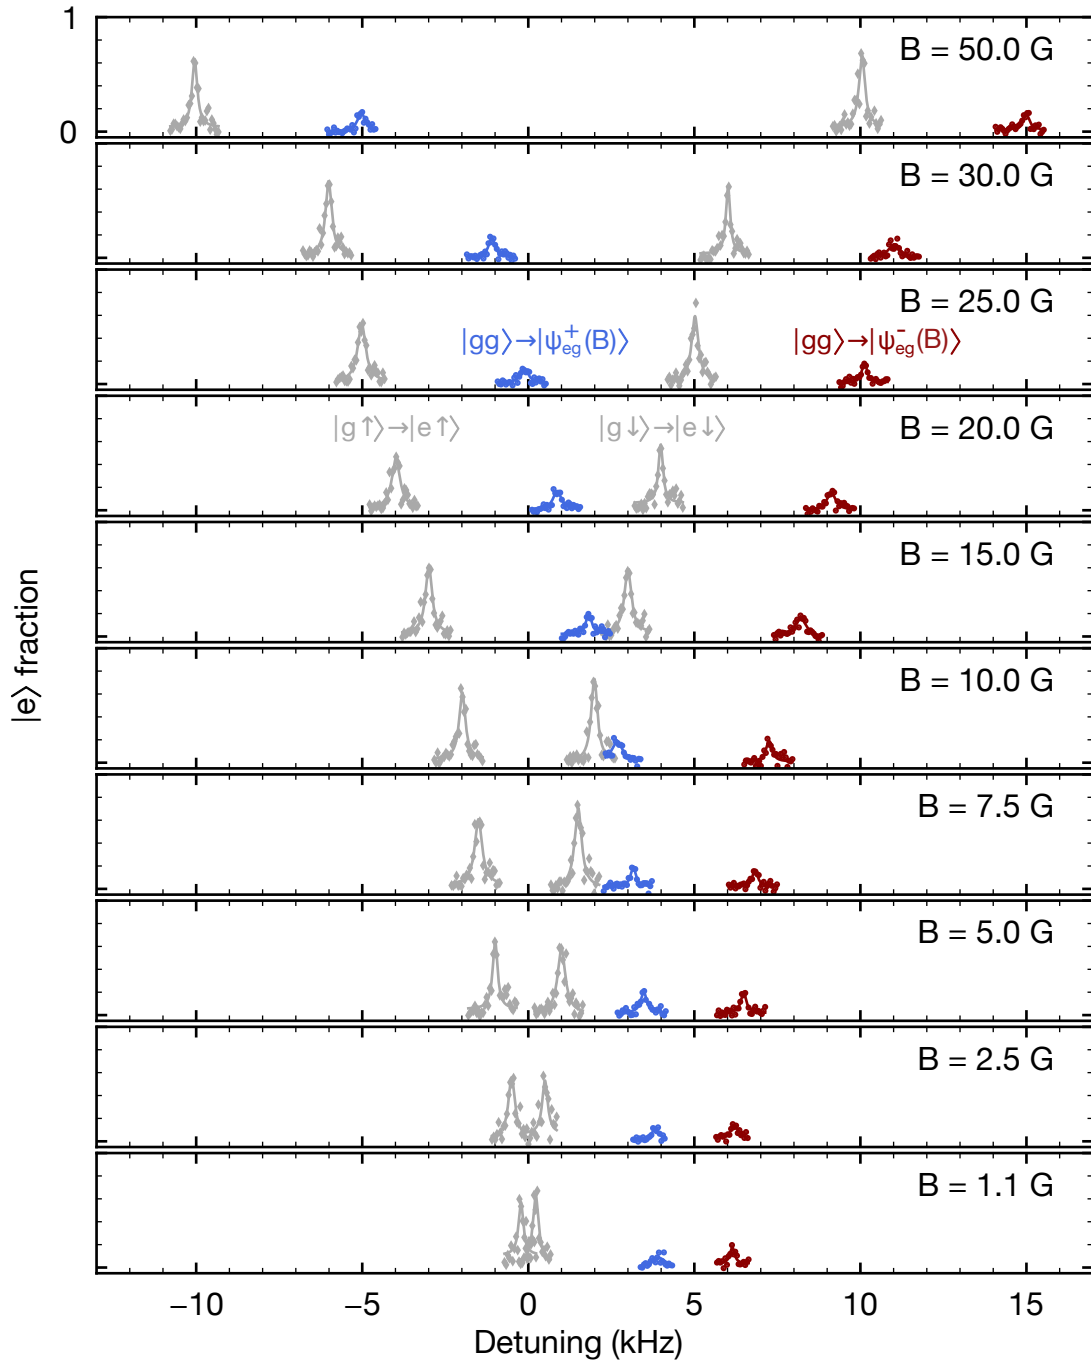 1
0
B = 50.0 G
B = 30.0 G
B = 25.0 G
|gg⟩→|ψ⁺eg(B)⟩
|gg⟩→|ψ⁻eg(B)⟩
B = 20.0 G
|g↑⟩→|e↑⟩
|g↓⟩→|e↓⟩
B = 15.0 G
|e⟩ fraction
B = 10.0 G
B = 7.5 G
B = 5.0 G
B = 2.5 G
B = 1.1 G
−10 −5 0 5 10 15
Detuning (kHz)